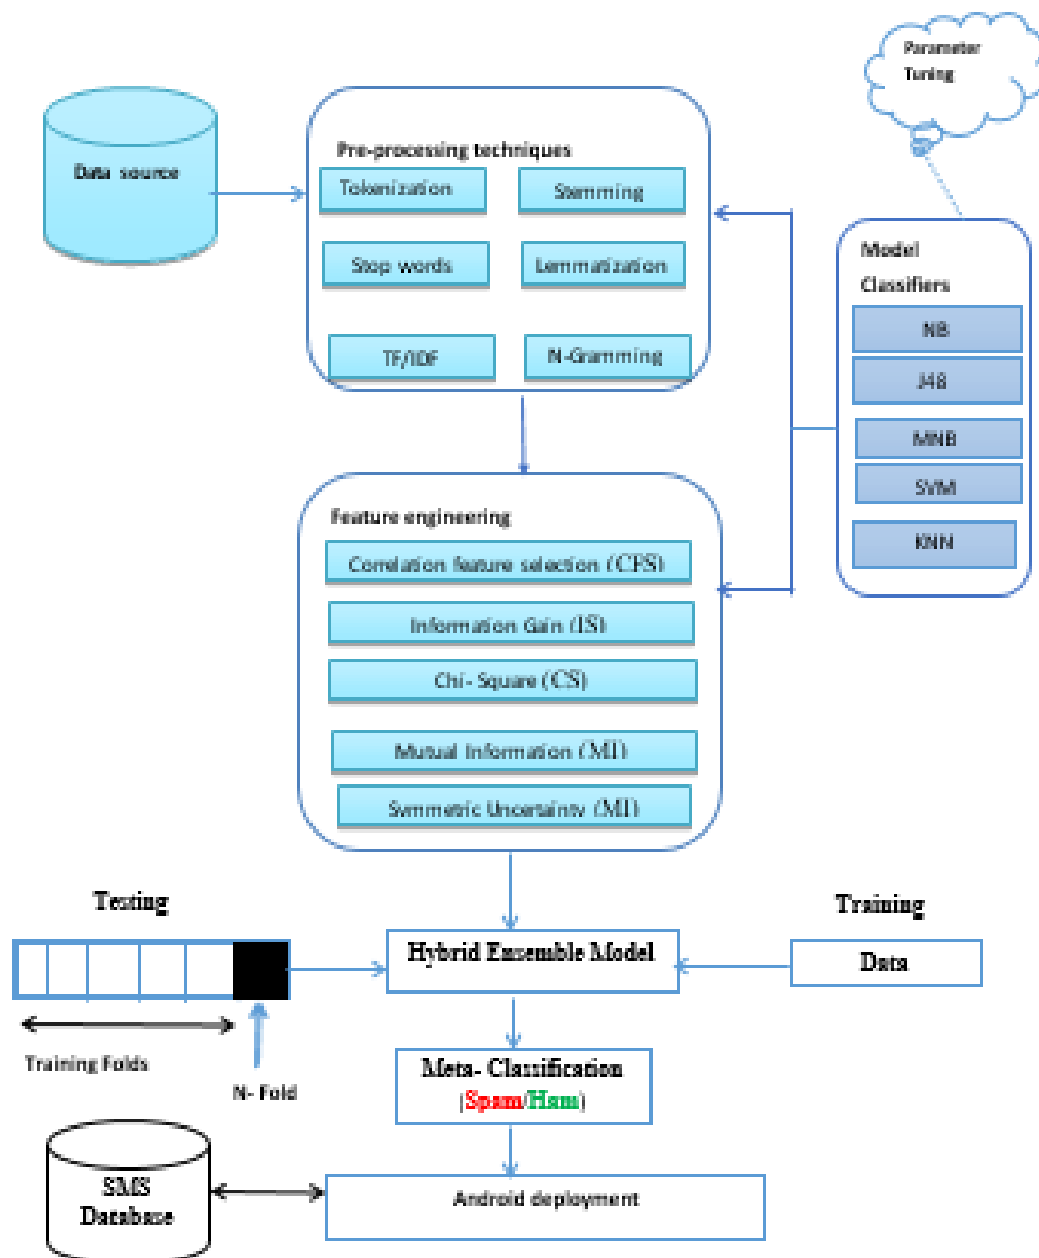 Parameter
Tuning
Data source
Pre-processing techniques
Tokenization
Stemming
Stop words
Lemmatization
TF/IDF
N-Gramming
Model
Classifiers
NB
J48
MNB
SVM
KNN
Feature engineering
Correlation feature selection (CFS)
Information Gain (IS)
Chi- Square (CS)
Mutual Information (MI)
Symmetric Uncertainty (MI)
Testing
Training
Hybrid Ensemble Model
Data
Training Folds
N- Fold
Meta- Classification
(Spam/Ham)
SMS
Database
Android deployment